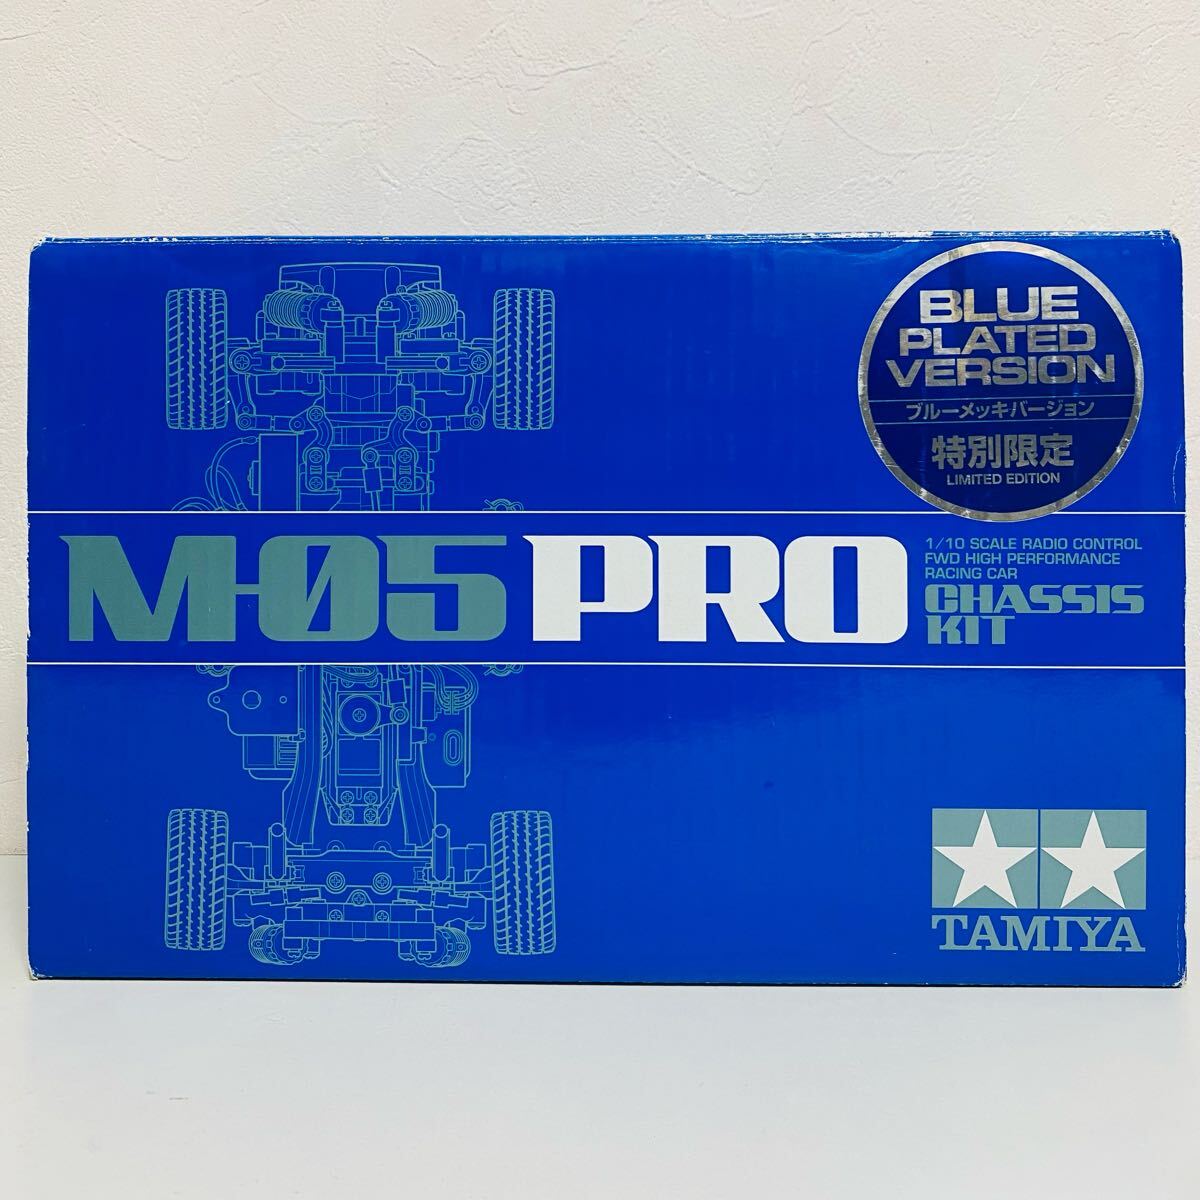 BLUE
PLATED
VERSION
ブルーメッキバージョン
特別限定
LIMITED EDITION
M-05 PRO
1/10 SCALE RADIO CONTROL
FWD HIGH PERFORMANCE
RACING CAR
CHASSIS
KIT
TAMIYA